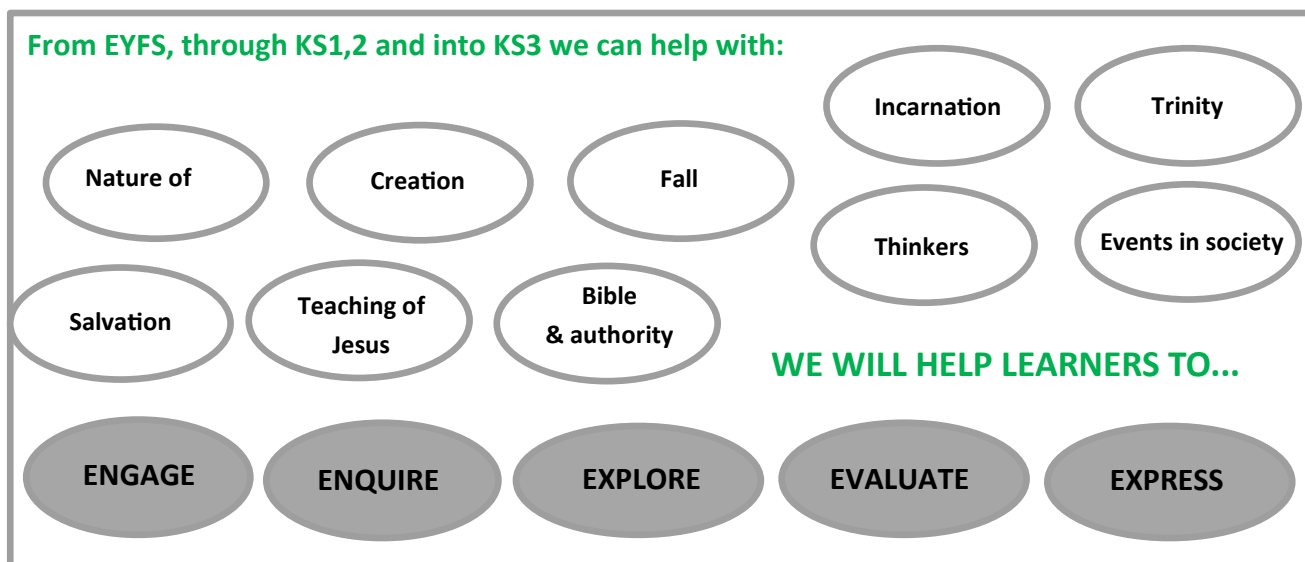 From EYFS, through KS1,2 and into KS3 we can help with:
Incarnation
Trinity
Nature of
Creation
Fall
Thinkers
Events in society
Salvation
Teaching of
Jesus
Bible
& authority
WE WILL HELP LEARNERS TO...
ENGAGE
ENQUIRE
EXPLORE
EVALUATE
EXPRESS